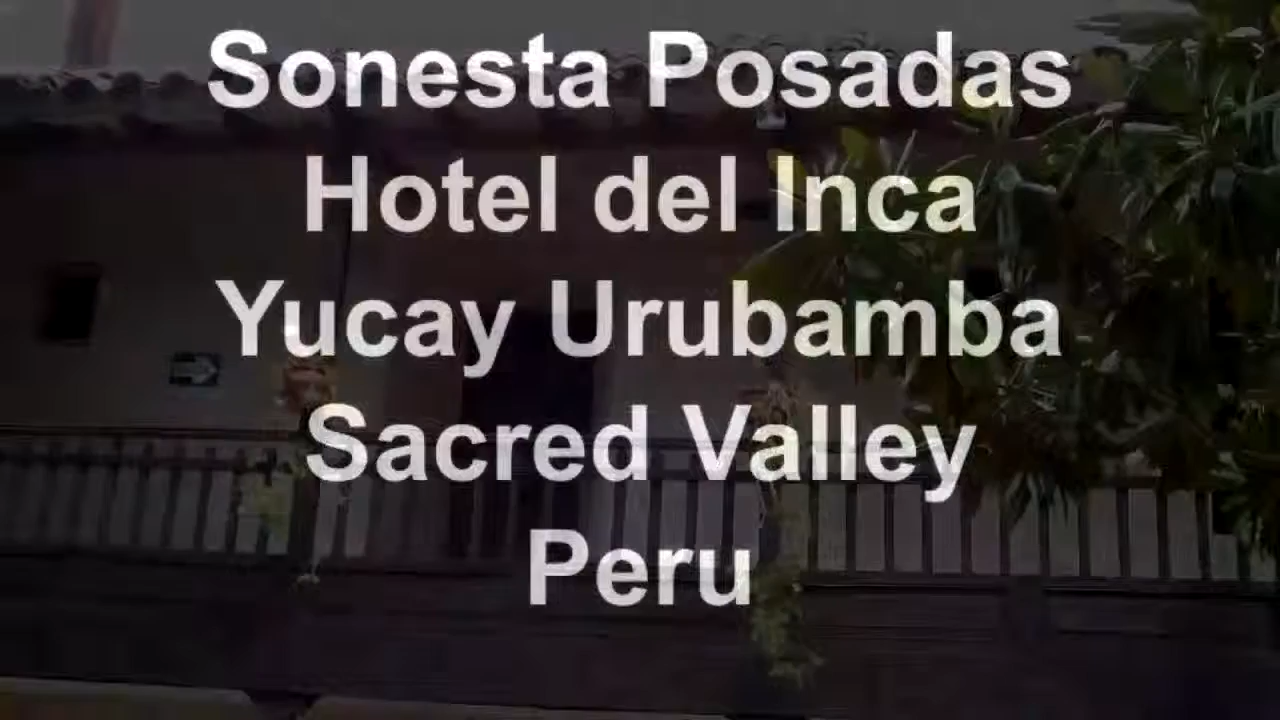 Sonesta Posadas
Hotel del Inca
Yucay Urubamba
Sacred Valley
Peru